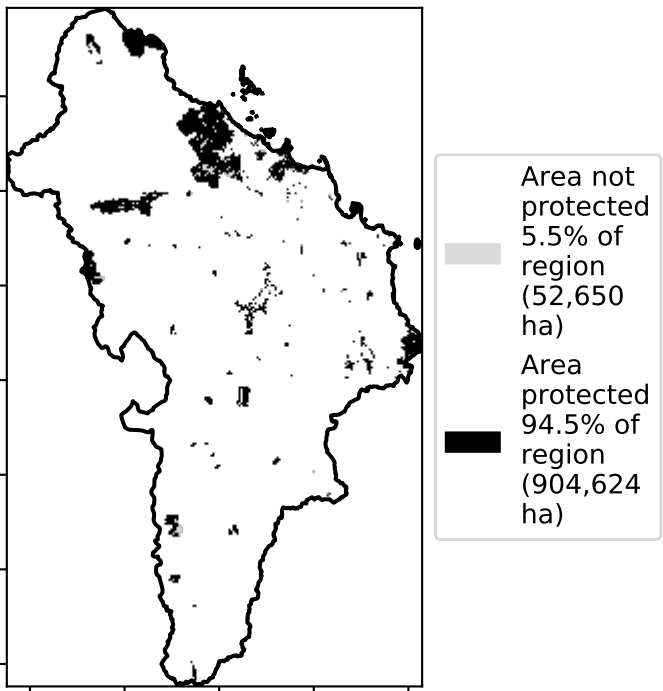 Area not
protected
5.5% of
region
(52,650
ha)
Area
protected
94.5% of
region
(904,624
ha)